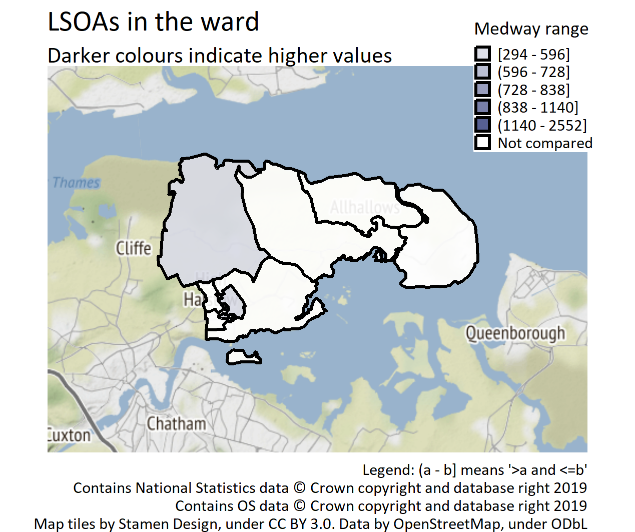 LSOAs in the ward
Darker colours indicate higher values
Medway range
[294 - 596]
(596 - 728]
(728 - 838]
(838 - 1140]
(1140 - 2552]
Not compared
Thames
Allhallows
Cliffe
Ha
Queenborough
Chatham
Luxton
Legend: (a - b] means '>a and <=b'
Contains National Statistics data © Crown copyright and database right 2019
Contains OS data © Crown copyright and database right 2019
Map tiles by Stamen Design, under CC BY 3.0. Data by OpenStreetMap, under ODbL